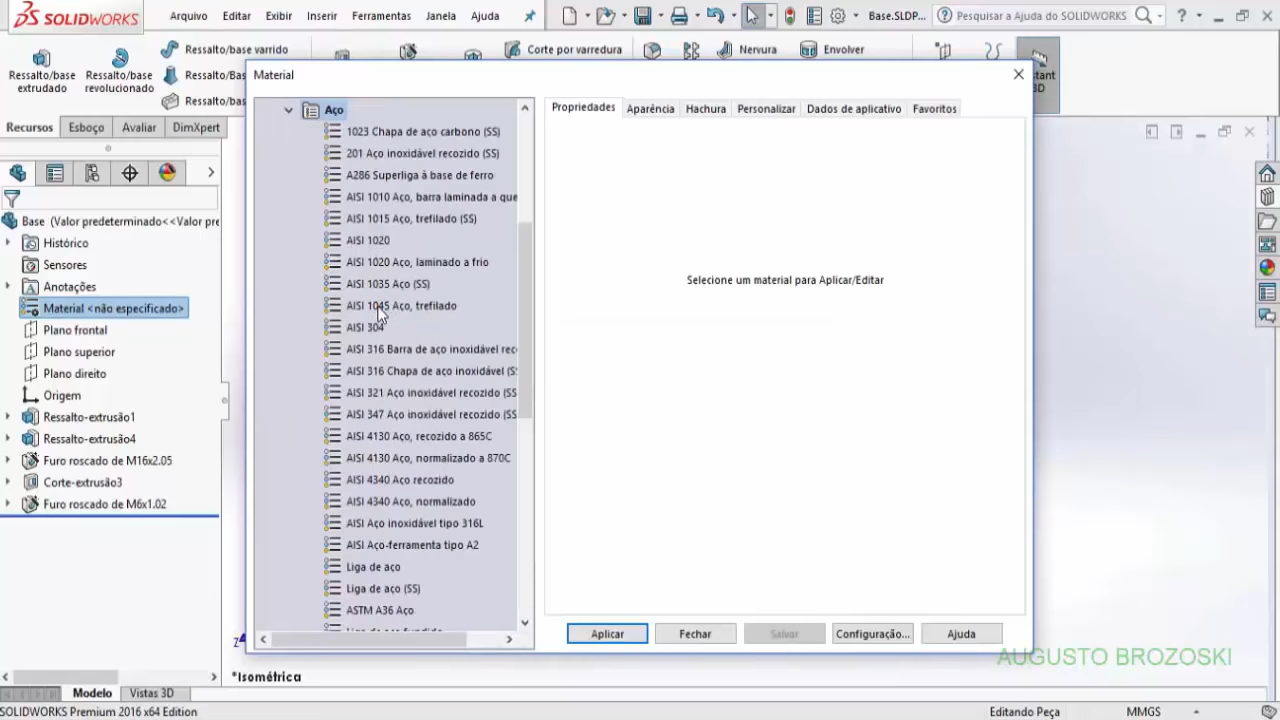 SOLIDWORKS
Arquivo Editar Exibir Inserir Ferramentas Janela Ajuda
Base.SLDP...
Pesquisar a Ajuda do SOLIDWORKS
Ressalto/base extrudado
Ressalto/base revolucionado
Ressalto/base varrido
Ressalto/Bas
Ressalto/bas
Corte por varredura
Nervura
Envolver
tant
3D
Recursos Esboço Avaliar DimXpert
Base (Valor predeterminado<<Valor pre
Histórico
Sensores
Anotações
Material <não especificado>
Plano frontal
Plano superior
Plano direito
Origem
Ressalto-extrusão1
Ressalto-extrusão4
Furo roscado de M16x2.05
Corte-extrusão3
Furo roscado de M6x1.02
Material
Aço
1023 Chapa de aço carbono (SS)
201 Aço inoxidável recozido (SS)
A286 Superliga à base de ferro
AISI 1010 Aço, barra laminada a que
AISI 1015 Aço, trefilado (SS)
AISI 1020
AISI 1020 Aço, laminado a frio
AISI 1035 Aço (SS)
AISI 1045 Aço, trefilado
AISI 304
AISI 316 Barra de aço inoxidável rec
AISI 316 Chapa de aço inoxidável (S
AISI 321 Aço inoxidável recozido (SS
AISI 347 Aço inoxidável recozido (SS
AISI 4130 Aço, recozido a 865C
AISI 4130 Aço, normalizado a 870C
AISI 4340 Aço recozido
AISI 4340 Aço, normalizado
AISI Aço inoxidável tipo 316L
AISI Aço-ferramenta tipo A2
Liga de aço
Liga de aço (SS)
ASTM A36 Aço
Liga de aço fundido
Propriedades Aparência Hachura Personalizar Dados de aplicativo Favoritos
Selecione um material para Aplicar/Editar
Aplicar Fechar Salvar Configuração... Ajuda
AUGUSTO BROZOSKI
Z
*Isométrica
Modelo Vistas 3D
SOLIDWORKS Premium 2016 x64 Edition
Editando Peça
MMGS